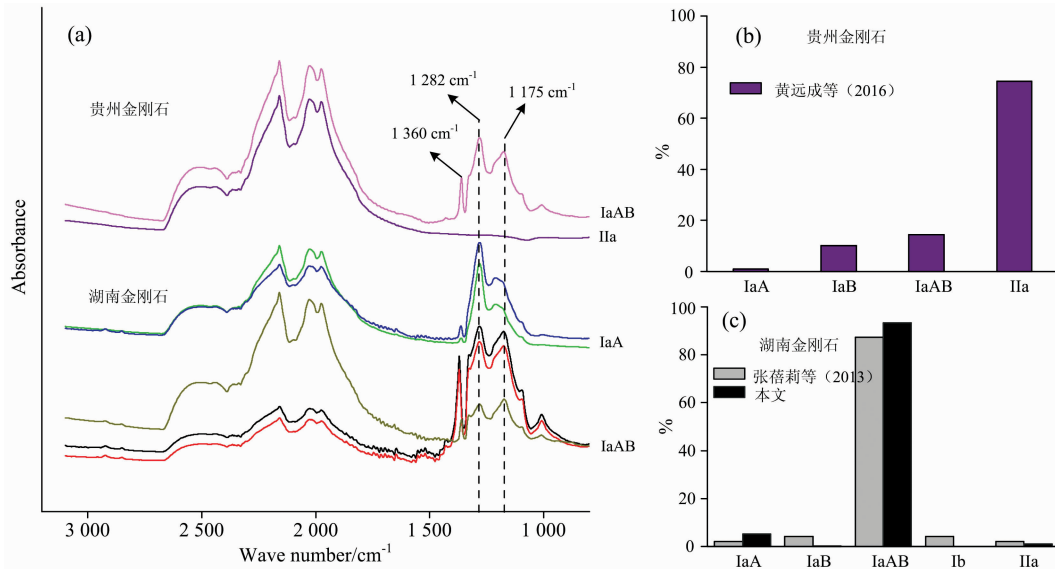 (a)
贵州金刚石
1 282 cm-1
1 175 cm-1
1 360 cm-1
IaAB
IIa
湖南金刚石
IaA
IaAB
Absorbance
3 000
2 500
2 000
1 500
1 000
Wave number/cm-1
(b)
贵州金刚石
黄远成等（2016）
%
100
80
60
40
20
0
IaA
IaB
IaAB
IIa
(c)
湖南金刚石
张蓓莉等（2013）
本文
%
100
80
60
40
20
0
IaA
IaB
IaAB
Ib
IIa